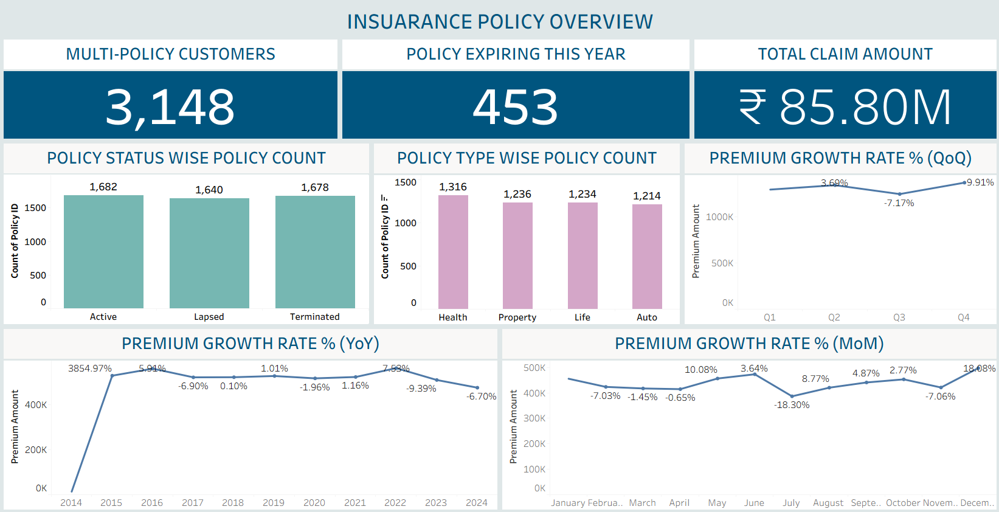 INSUARANCE POLICY OVERVIEW
MULTI-POLICY CUSTOMERS
3,148
POLICY EXPIRING THIS YEAR
453
TOTAL CLAIM AMOUNT
₹ 85.80M
POLICY STATUS WISE POLICY COUNT
Count of Policy ID
1500
1000
500
0
1,682
1,640
1,678
Active
Lapsed
Terminated
POLICY TYPE WISE POLICY COUNT
Count of Policy ID
1500
1000
500
0
1,316
1,236
1,234
1,214
Health
Property
Life
Auto
PREMIUM GROWTH RATE % (QoQ)
Premium Amount
1000K
500K
0K
3.69%
-7.17%
9.91%
Q1
Q2
Q3
Q4
PREMIUM GROWTH RATE % (YoY)
Premium Amount
400K
200K
0K
3854.97%
5.91%
-6.90%
0.10%
1.01%
-1.96%
1.16%
7.53%
-9.39%
-6.70%
2014
2015
2016
2017
2018
2019
2020
2021
2022
2023
2024
PREMIUM GROWTH RATE % (MoM)
Premium Amount
500K
400K
300K
200K
100K
0K
-7.03%
-1.45%
-0.65%
10.08%
3.64%
-18.30%
8.77%
4.87%
2.77%
-7.06%
18.08%
January
Februa..
March
April
May
June
July
August
Septe..
October
Novem..
Decem..